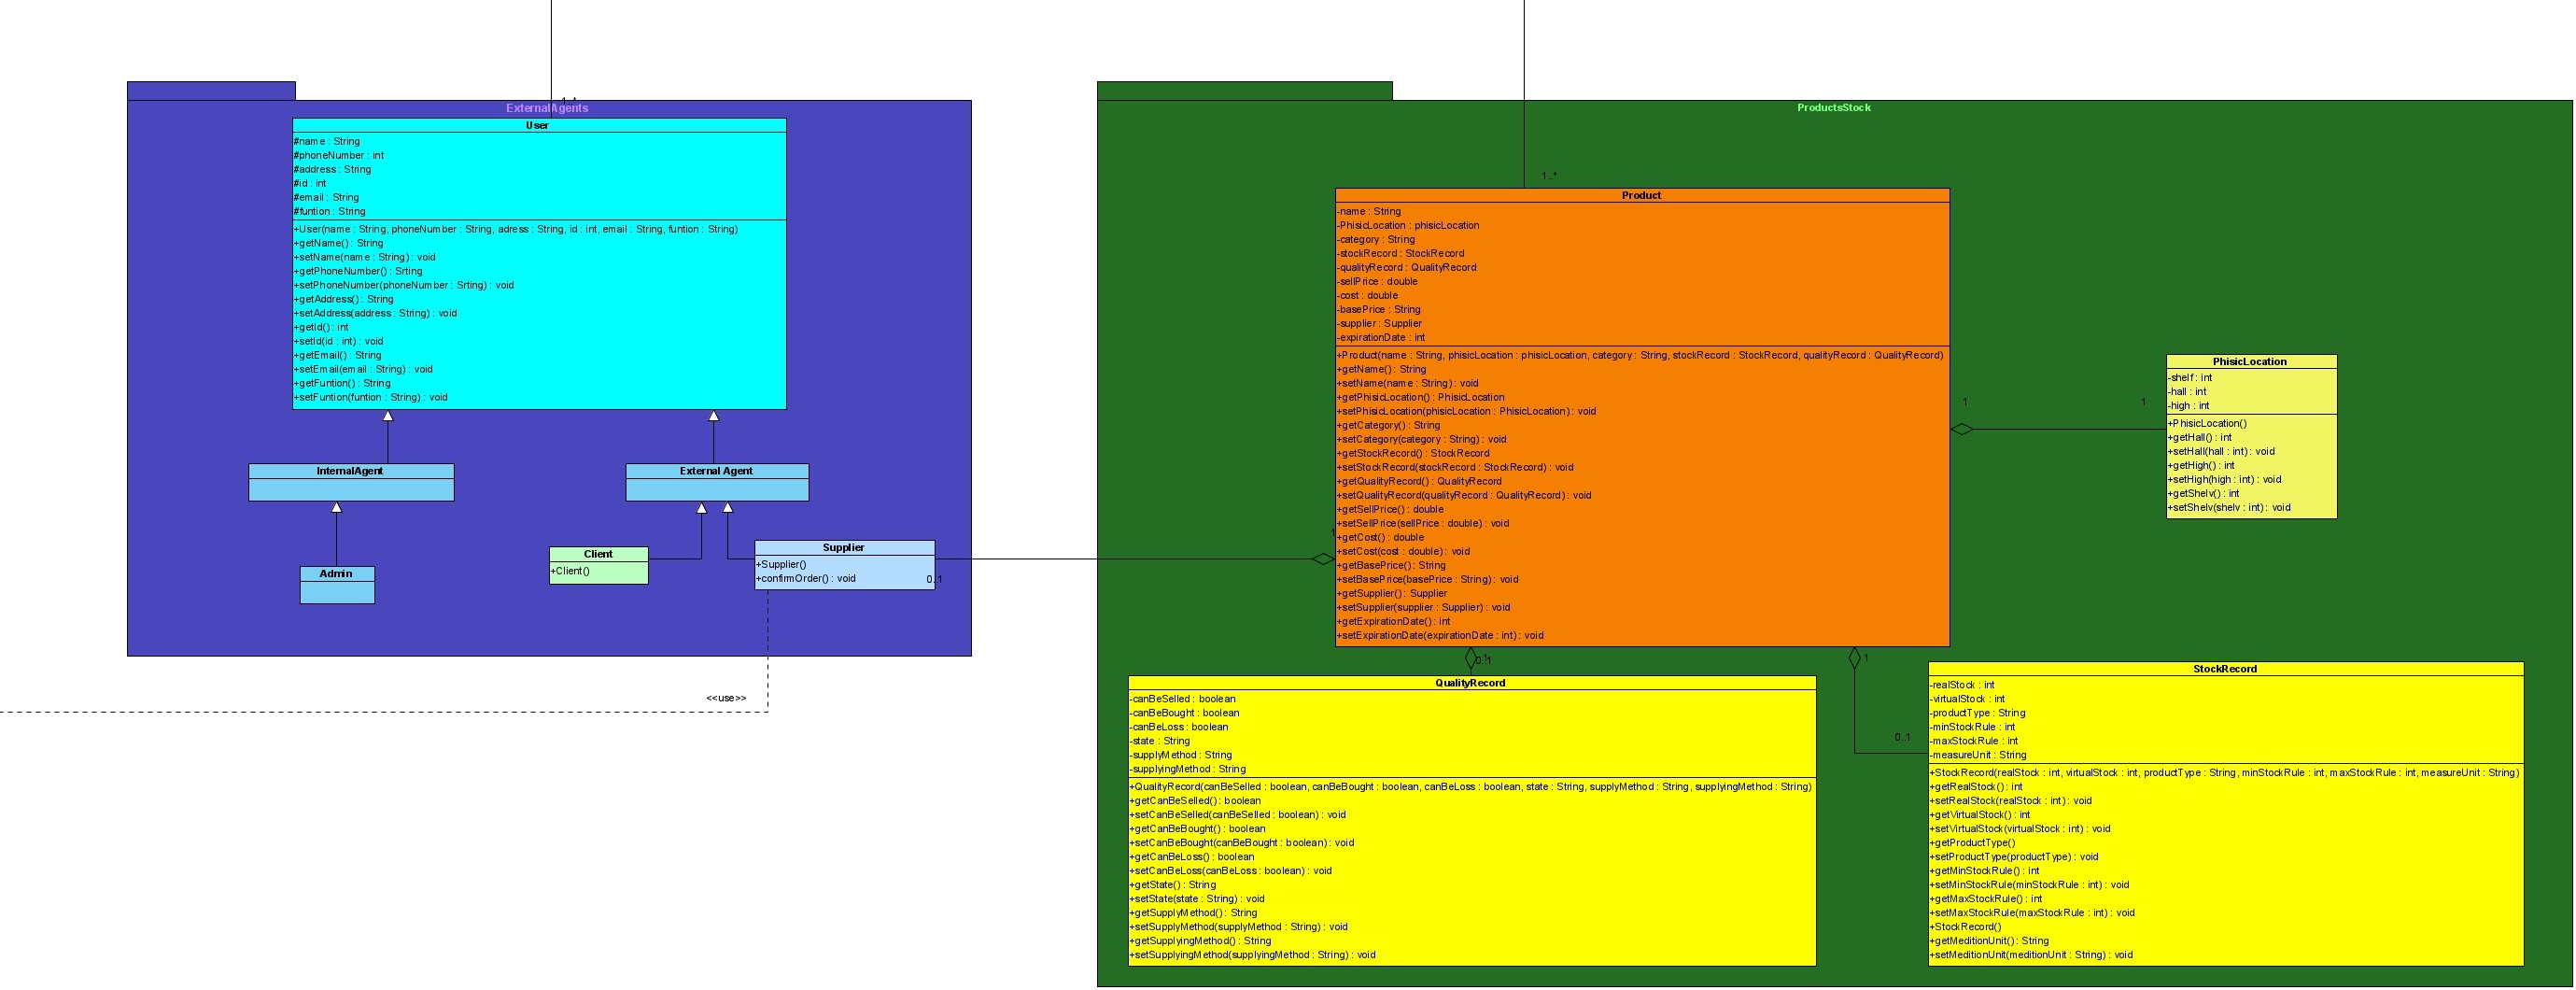 1..*
ExternalAgents
User
#name : String
#phoneNumber : int
#address : String
#id : int
#email : String
#funtion : String
+User(name : String, phoneNumber : String, adress : String, id : int, email : String, funtion : String)
+getName() : String
+setName(name : String) : void
+getPhoneNumber() : Srting
+setPhoneNumber(phoneNumber : Srting) : void
+getAddress() : String
+setAddress(address : String) : void
+getId() : int
+setId(id : int) : void
+getEmail() : String
+setEmail(email : String) : void
+getFuntion() : String
+setFuntion(funtion : String) : void
InternalAgent
External Agent
Admin
Client
+Client()
Supplier
+Supplier()
+confirmOrder() : void
0..1
<<use>>
ProductsStock
1..*
Product
-name : String
-PhisicLocation : phisicLocation
-category : String
-stockRecord : StockRecord
-qualityRecord : QualityRecord
-sellPrice : double
-cost : double
-basePrice : String
-supplier : Supplier
-expirationDate : int
+Product(name : String, phisicLocation : phisicLocation, category : String, stockRecord : StockRecord, qualityRecord : QualityRecord)
+getName() : String
+setName(name : String) : void
+getPhisicLocation() : PhisicLocation
+setPhisicLocation(phisicLocation : PhisicLocation) : void
+getCategory() : String
+setCategory(category : String) : void
+getStockRecord() : StockRecord
+setStockRecord(stockRecord : StockRecord) : void
+getQualityRecord() : QualityRecord
+setQualityRecord(qualityRecord : QualityRecord) : void
+getSellPrice() : double
+setSellPrice(sellPrice : double) : void
+getCost() : double
+setCost(cost : double) : void
+getBasePrice() : String
+setBasePrice(basePrice : String) : void
+getSupplier() : Supplier
+setSupplier(supplier : Supplier) : void
+getExpirationDate() : int
+setExpirationDate(expirationDate : int) : void
1
1
1
PhisicLocation
-shelf : int
-hall : int
-high : int
+PhisicLocation()
+getHall() : int
+setHall(hall : int) : void
+getHigh() : int
+setHigh(high : int) : void
+getShelv() : int
+setShelv(shelv : int) : void
1
0..1
QualityRecord
-canBeSelled : boolean
-canBeBought : boolean
-canBeLoss : boolean
-state : String
-supplyMethod : String
-supplyingMethod : String
+QualityRecord(canBeSelled : boolean, canBeBought : boolean, canBeLoss : boolean, state : String, supplyMethod : String, supplyingMethod : String)
+getCanBeSelled() : boolean
+setCanBeSelled(canBeSelled : boolean) : void
+getCanBeBought() : boolean
+setCanBeBought(canBeBought : boolean) : void
+getCanBeLoss() : boolean
+setCanBeLoss(canBeLoss : boolean) : void
+getState() : String
+setState(state : String) : void
+getSupplyMethod() : String
+setSupplyMethod(supplyMethod : String) : void
+getSupplyingMethod() : String
+setSupplyingMethod(supplyingMethod : String) : void
1
0..1
StockRecord
-realStock : int
-virtualStock : int
-productType : String
-minStockRule : int
-maxStockRule : int
-measureUnit : String
+StockRecord(realStock : int, virtualStock : int, productType : String, minStockRule : int, maxStockRule : int, measureUnit : String)
+getRealStock() : int
+setRealStock(realStock : int) : void
+getVirtualStock() : int
+setVirtualStock(virtualStock : int) : void
+getProductType()
+setProductType(productType) : void
+getMinStockRule() : int
+setMinStockRule(minStockRule : int) : void
+getMaxStockRule() : int
+setMaxStockRule(maxStockRule : int) : void
+StockRecord()
+getMeditionUnit() : String
+setMeditionUnit(meditionUnit : String) : void